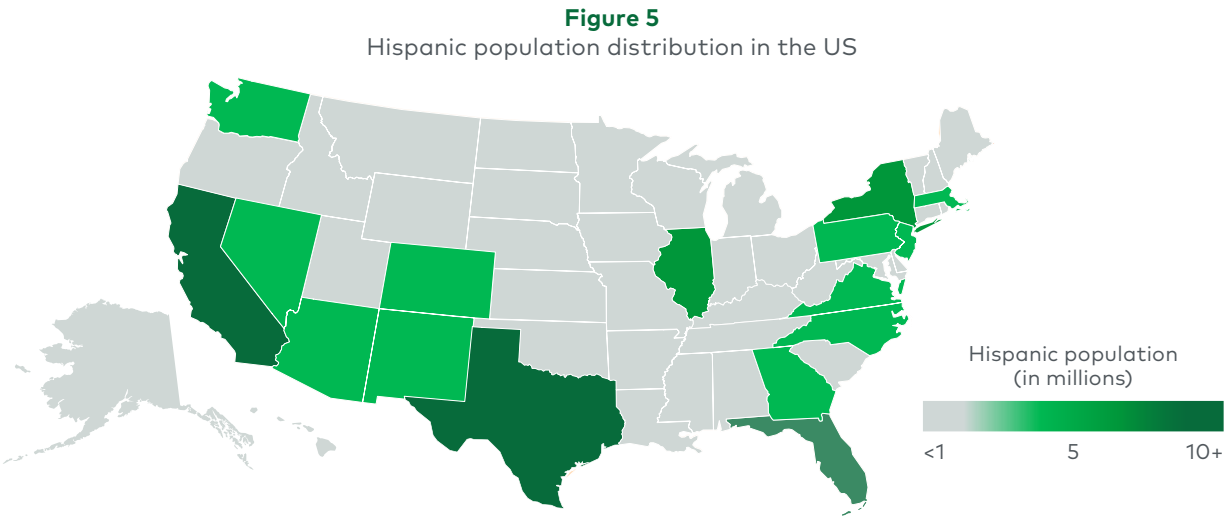 Figure 5
Hispanic population distribution in the US
Hispanic population
(in millions)
<1 5 10+